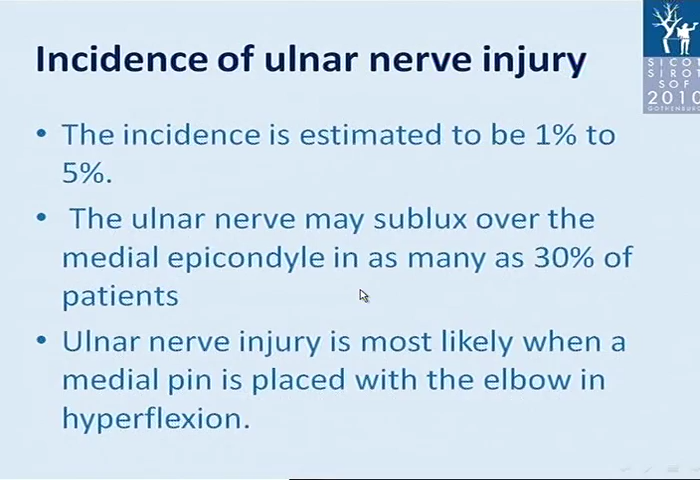 Incidence of ulnar nerve injury
SICOT
SIROT
SOF
2010
GOTHENBURG
• The incidence is estimated to be 1% to
5%.
• The ulnar nerve may sublux over the
medial epicondyle in as many as 30% of
patients
• Ulnar nerve injury is most likely when a
medial pin is placed with the elbow in
hyperflexion.